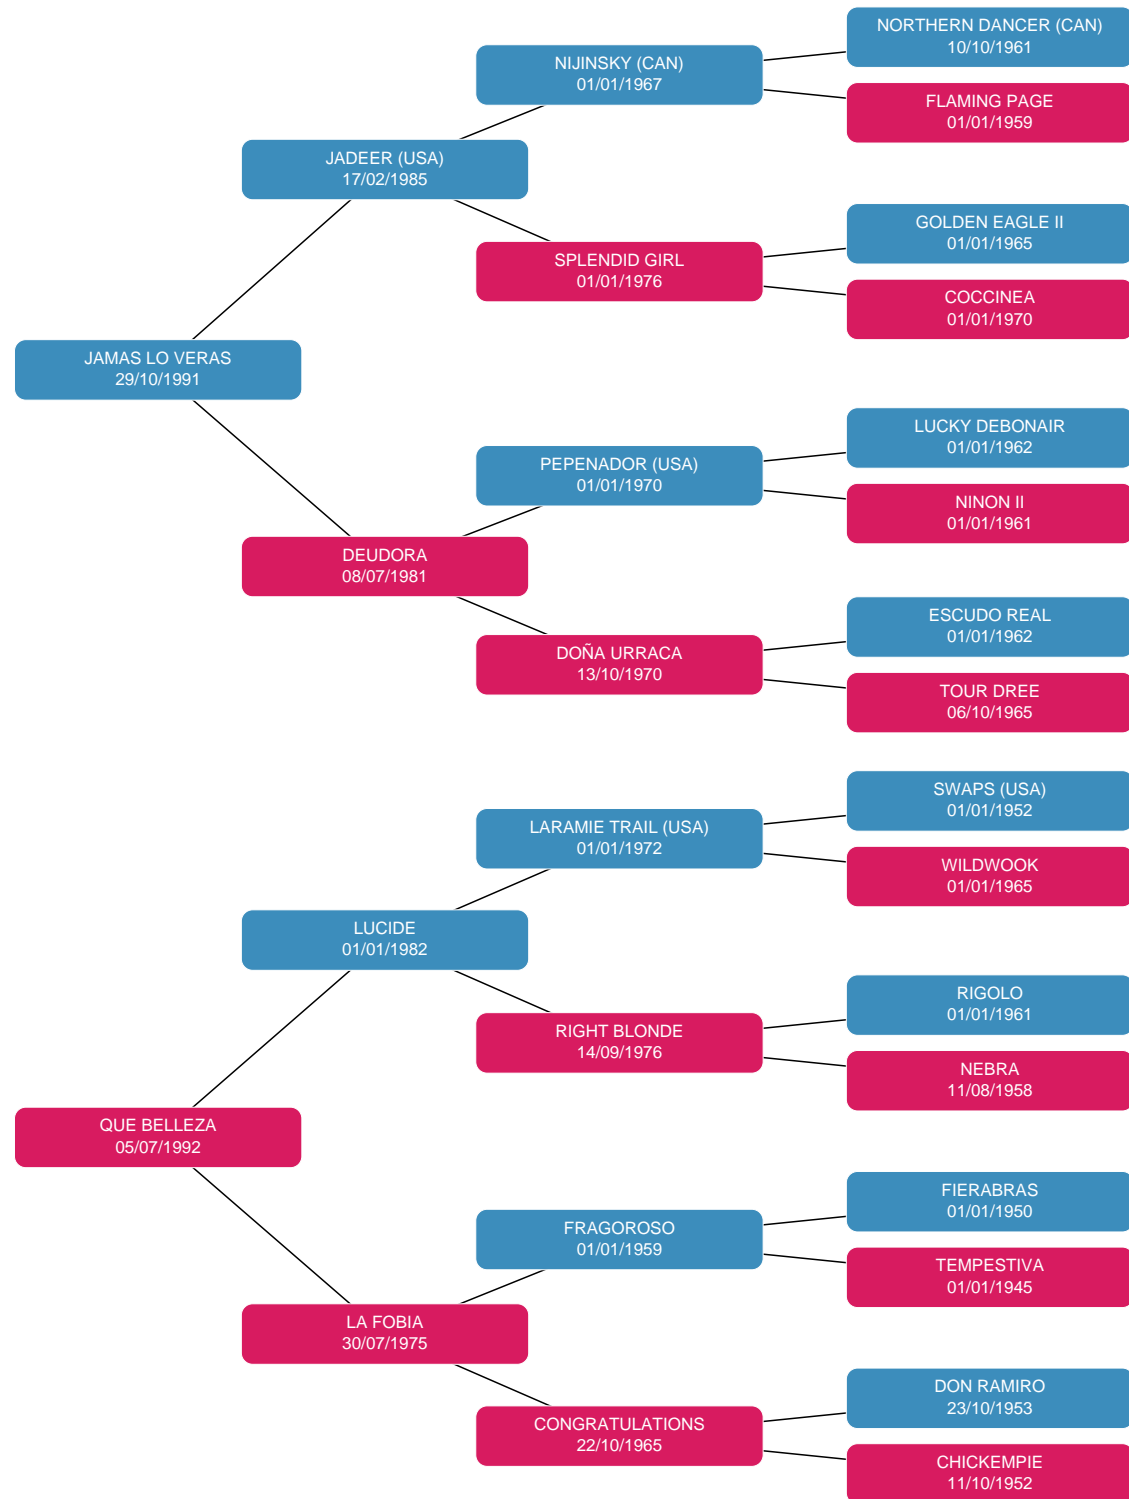 NORTHERN DANCER (CAN)
10/10/1961
NIJINSKY (CAN)
01/01/1967
FLAMING PAGE
01/01/1959
JADEER (USA)
17/02/1985
GOLDEN EAGLE II
01/01/1965
SPLENDID GIRL
01/01/1976
COCCINEA
01/01/1970
JAMAS LO VERAS
29/10/1991
LUCKY DEBONAIR
01/01/1962
PEPENADOR (USA)
01/01/1970
NINON II
01/01/1961
DEUDORA
08/07/1981
ESCUDO REAL
01/01/1962
DOÑA URRACA
13/10/1970
TOUR DREE
06/10/1965
SWAPS (USA)
01/01/1952
LARAMIE TRAIL (USA)
01/01/1972
WILDWOOK
01/01/1965
LUCIDE
01/01/1982
RIGOLO
01/01/1961
RIGHT BLONDE
14/09/1976
NEBRA
11/08/1958
QUE BELLEZA
05/07/1992
FIERABRAS
01/01/1950
FRAGOROSO
01/01/1959
TEMPESTIVA
01/01/1945
LA FOBIA
30/07/1975
DON RAMIRO
23/10/1953
CONGRATULATIONS
22/10/1965
CHICKEMPIE
11/10/1952